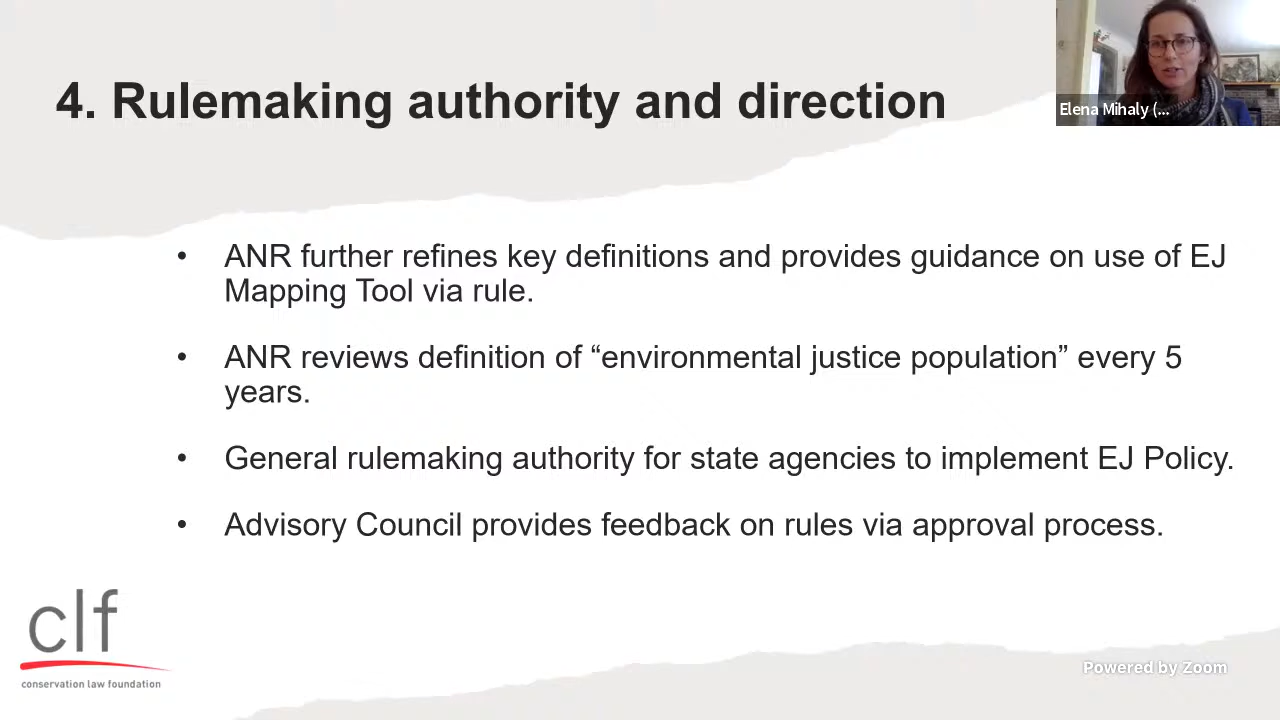 4. Rulemaking authority and direction
Elena Mihaly (...
• ANR further refines key definitions and provides guidance on use of EJ
Mapping Tool via rule.
• ANR reviews definition of “environmental justice population” every 5
years.
• General rulemaking authority for state agencies to implement EJ Policy.
• Advisory Council provides feedback on rules via approval process.
clf
conservation law foundation
Powered by Zoom